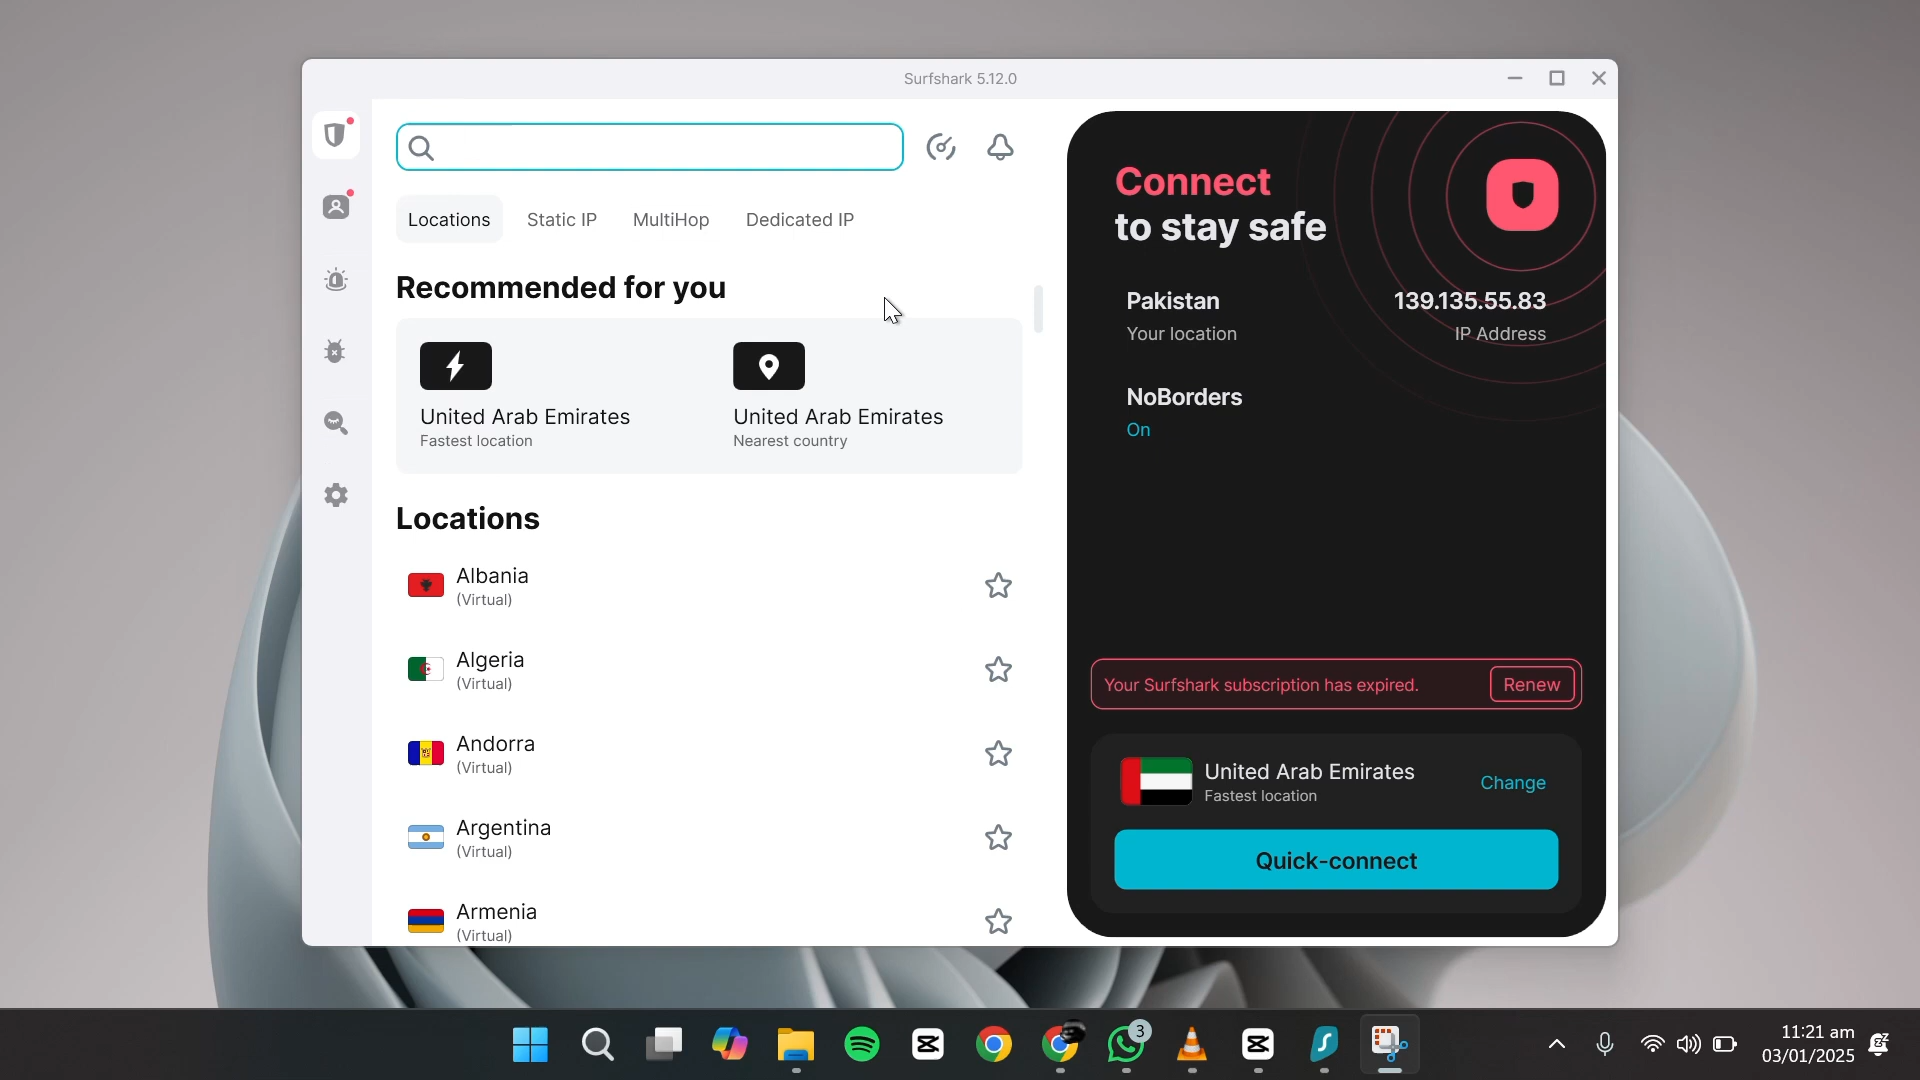 Surfshark 5.12.0
Locations
Static IP
MultiHop
Dedicated IP
Recommended for you
United Arab Emirates
Fastest location
United Arab Emirates
Nearest country
Locations
Albania
(Virtual)
Algeria
(Virtual)
Andorra
(Virtual)
Argentina
(Virtual)
Armenia
(Virtual)
Connect
to stay safe
Pakistan
139.135.55.83
Your location
IP Address
NoBorders
On
Your Surfshark subscription has expired.
Renew
United Arab Emirates
Fastest location
Change
Quick-connect
3
11:21 am
03/01/2025